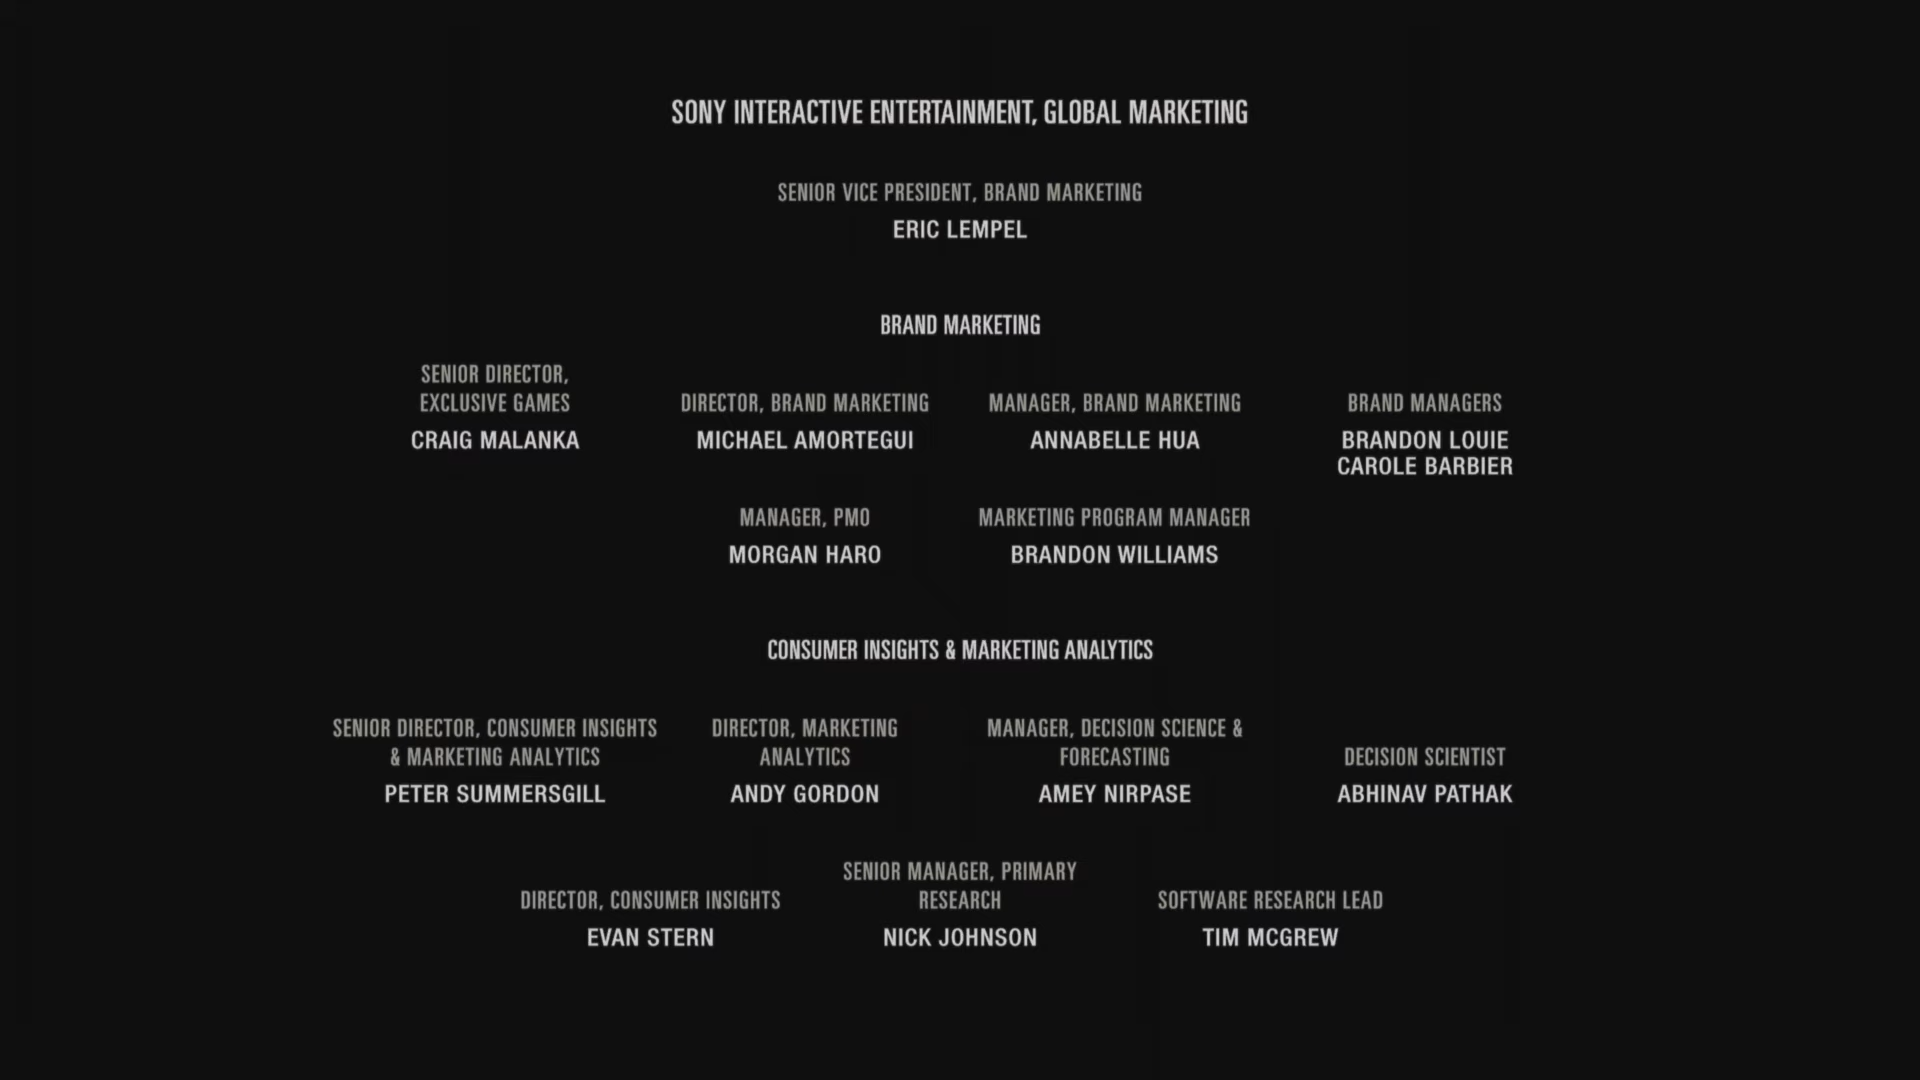 SONY INTERACTIVE ENTERTAINMENT, GLOBAL MARKETING
SENIOR VICE PRESIDENT, BRAND MARKETING
ERIC LEMPEL
BRAND MARKETING
SENIOR DIRECTOR,
EXCLUSIVE GAMES
CRAIG MALANKA
DIRECTOR, BRAND MARKETING
MICHAEL AMORTEGUI
MANAGER, BRAND MARKETING
ANNABELLE HUA
BRAND MANAGERS
BRANDON LOUIE
CAROLE BARBIER
MANAGER, PMO
MORGAN HARO
MARKETING PROGRAM MANAGER
BRANDON WILLIAMS
CONSUMER INSIGHTS & MARKETING ANALYTICS
SENIOR DIRECTOR, CONSUMER INSIGHTS
& MARKETING ANALYTICS
PETER SUMMERSGILL
DIRECTOR, MARKETING
ANALYTICS
ANDY GORDON
MANAGER, DECISION SCIENCE &
FORECASTING
AMEY NIRPASE
DECISION SCIENTIST
ABHINAV PATHAK
DIRECTOR, CONSUMER INSIGHTS
EVAN STERN
SENIOR MANAGER, PRIMARY
RESEARCH
NICK JOHNSON
SOFTWARE RESEARCH LEAD
TIM MCGREW